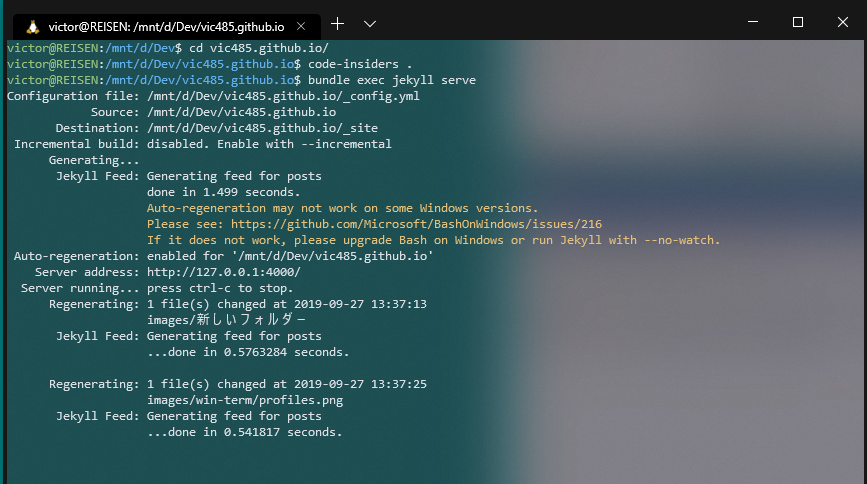 victor@REISEN: /mnt/d/Dev/vic485.github.io
victor@REISEN:/mnt/d/Dev$ cd vic485.github.io/
victor@REISEN:/mnt/d/Dev/vic485.github.io$ code-insiders .
victor@REISEN:/mnt/d/Dev/vic485.github.io$ bundle exec jekyll serve
Configuration file: /mnt/d/Dev/vic485.github.io/_config.yml
Source: /mnt/d/Dev/vic485.github.io
Destination: /mnt/d/Dev/vic485.github.io/_site
Incremental build: disabled. Enable with --incremental
Generating...
Jekyll Feed: Generating feed for posts
done in 1.499 seconds.
Auto-regeneration may not work on some Windows versions.
Please see: https://github.com/Microsoft/BashOnWindows/issues/216
If it does not work, please upgrade Bash on Windows or run Jekyll with --no-watch.
Auto-regeneration: enabled for '/mnt/d/Dev/vic485.github.io'
Server address: http://127.0.0.1:4000/
Server running... press ctrl-c to stop.
Regenerating: 1 file(s) changed at 2019-09-27 13:37:13
images/新しいフォルダー
Jekyll Feed: Generating feed for posts
...done in 0.5763284 seconds.
Regenerating: 1 file(s) changed at 2019-09-27 13:37:25
images/win-term/profiles.png
Jekyll Feed: Generating feed for posts
...done in 0.541817 seconds.